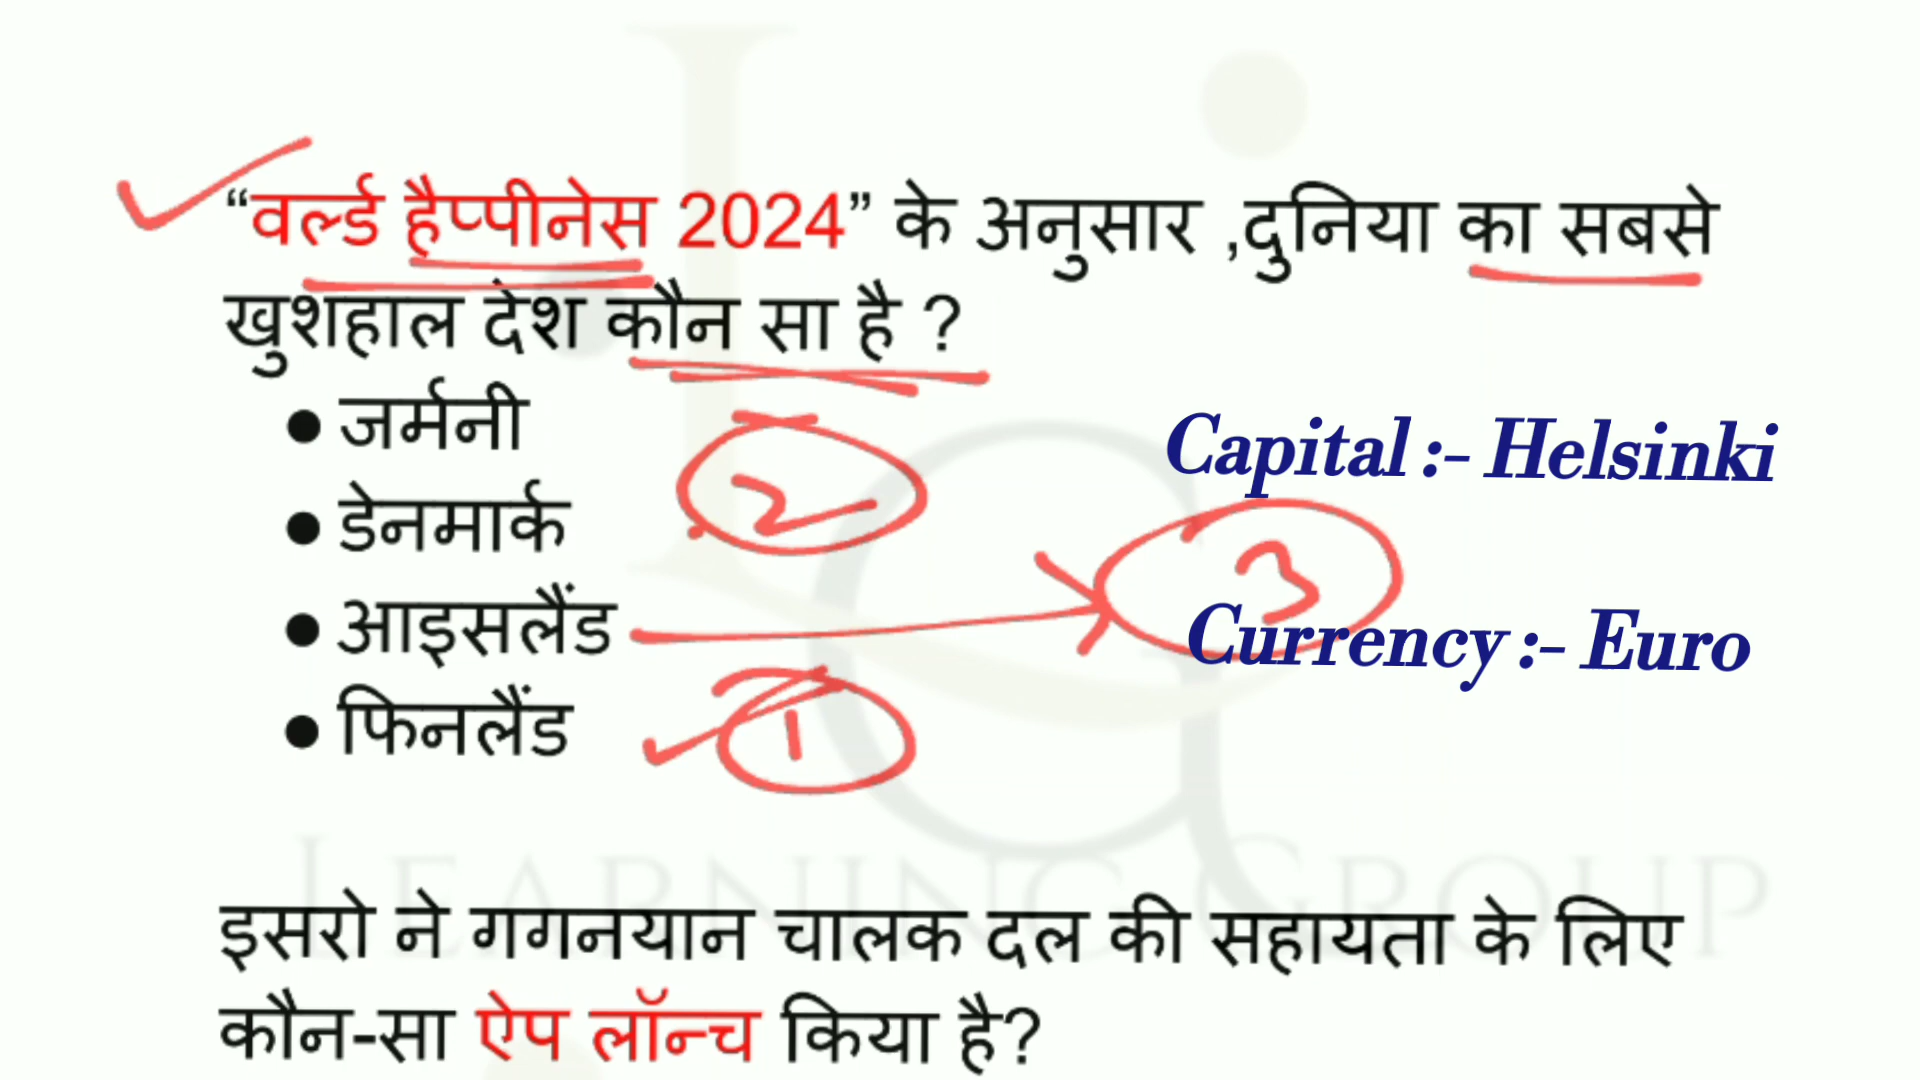 “वर्ल्ड हैप्पीनेस 2024” के अनुसार ,दुनिया का सबसे
खुशहाल देश कौन सा है ?
● जर्मनी
2
Capital :- Helsinki
● डेनमार्क
3
● आइसलैंड
Currency :- Euro
● फिनलैंड
1
LEARNING GROUP
इसरो ने गगनयान चालक दल की सहायता के लिए
कौन-सा ऐप लॉन्च किया है?